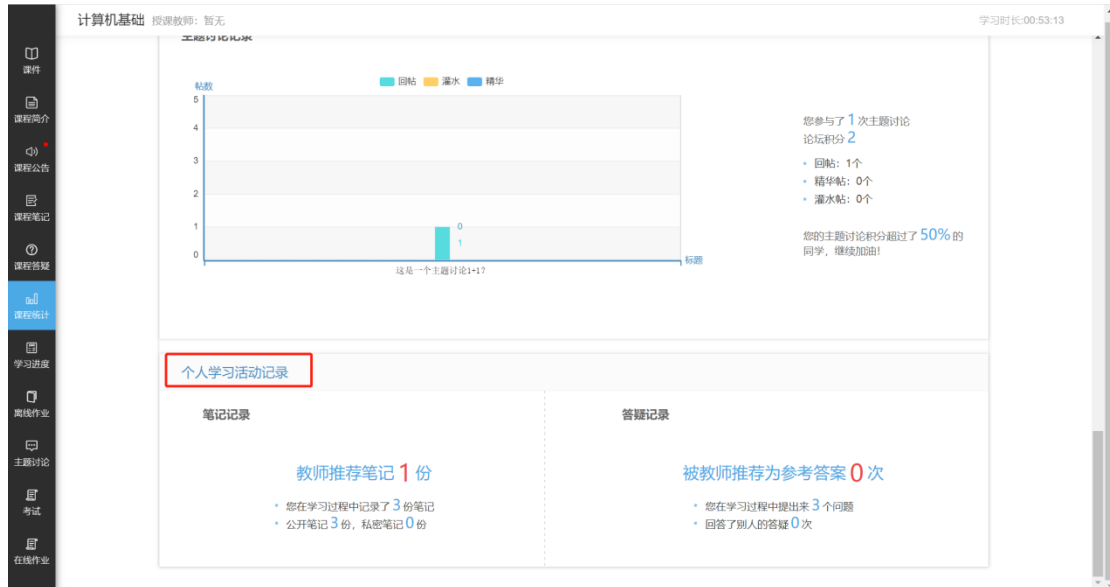 计算机基础 授课教师: 暂无 学习时长:00:53:13
课件
课程简介
课程公告
课程笔记
课程答疑
课程统计
学习进度
离线作业
主题讨论
考试
在线作业
主题讨论记录
回帖 灌水 精华
帖数
5
4
3
2
1
0
0
1
这是一个主题讨论1+1?
标题
您参与了1次主题讨论
论坛积分 2
• 回帖: 1个
• 精华帖: 0个
• 灌水帖: 0个
您的主题讨论积分超过了50%的
同学, 继续加油!
个人学习活动记录
笔记记录
教师推荐笔记 1 份
• 您在学习过程中记录了3份笔记
• 公开笔记3份, 私密笔记0份
答疑记录
被教师推荐为参考答案 0 次
• 您在学习过程中提出来3个问题
• 回答了别人的答疑0次